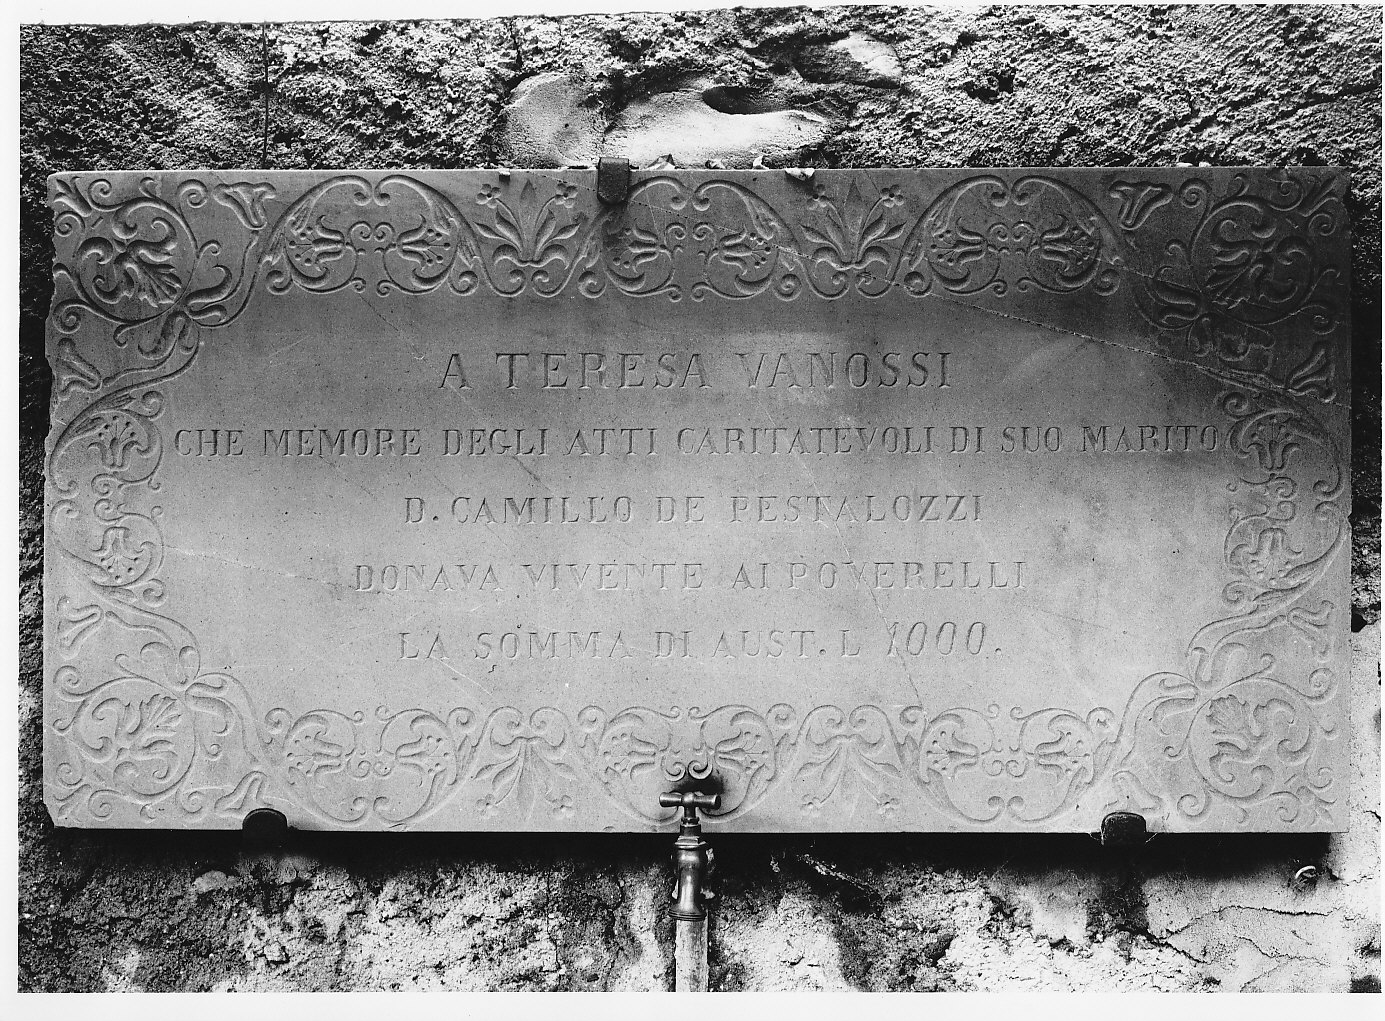 A TERESA VANOSSI
CHE MEMORE DEGLI ATTI CARITATEVOLI DI SUO MARITO
D. CAMILLO DE PESTALOZZI
DONAVA VIVENTE AI POVERELLI
LA SOMMA DI AUST. L 1000.